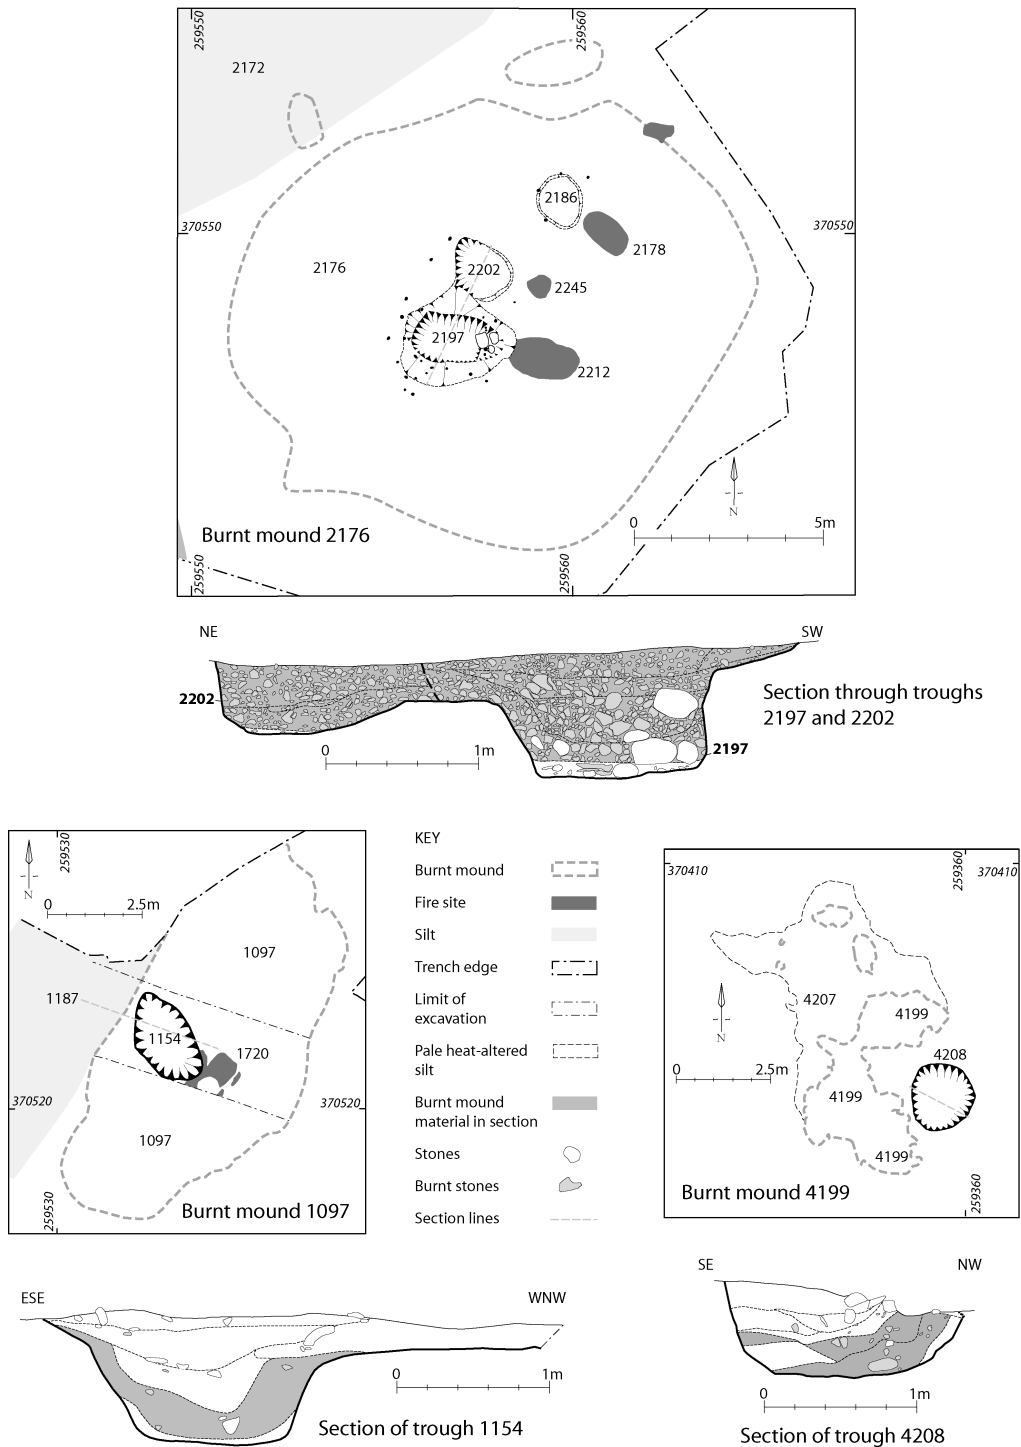 259550
259560
2172
2186
370550
370550
2178
2176
2202
2245
2197
2212
N
Burnt mound 2176
0 5m
259550
259560
NE SW
2202
Section through troughs
2197 and 2202
2197
0 1m
259530
N
0 2.5m
1097
1187
1154
1720
370520
370520
1097
259530
Burnt mound 1097
KEY
Burnt mound
Fire site
Silt
Trench edge
Limit of
excavation
Pale heat-altered
silt
Burnt mound
material in section
Stones
Burnt stones
Section lines
370410
259360
370410
4207
4199
N
4208
0 2.5m
4199
4199
Burnt mound 4199
259360
ESE WNW
0 1m
Section of trough 1154
SE NW
0 1m
Section of trough 4208